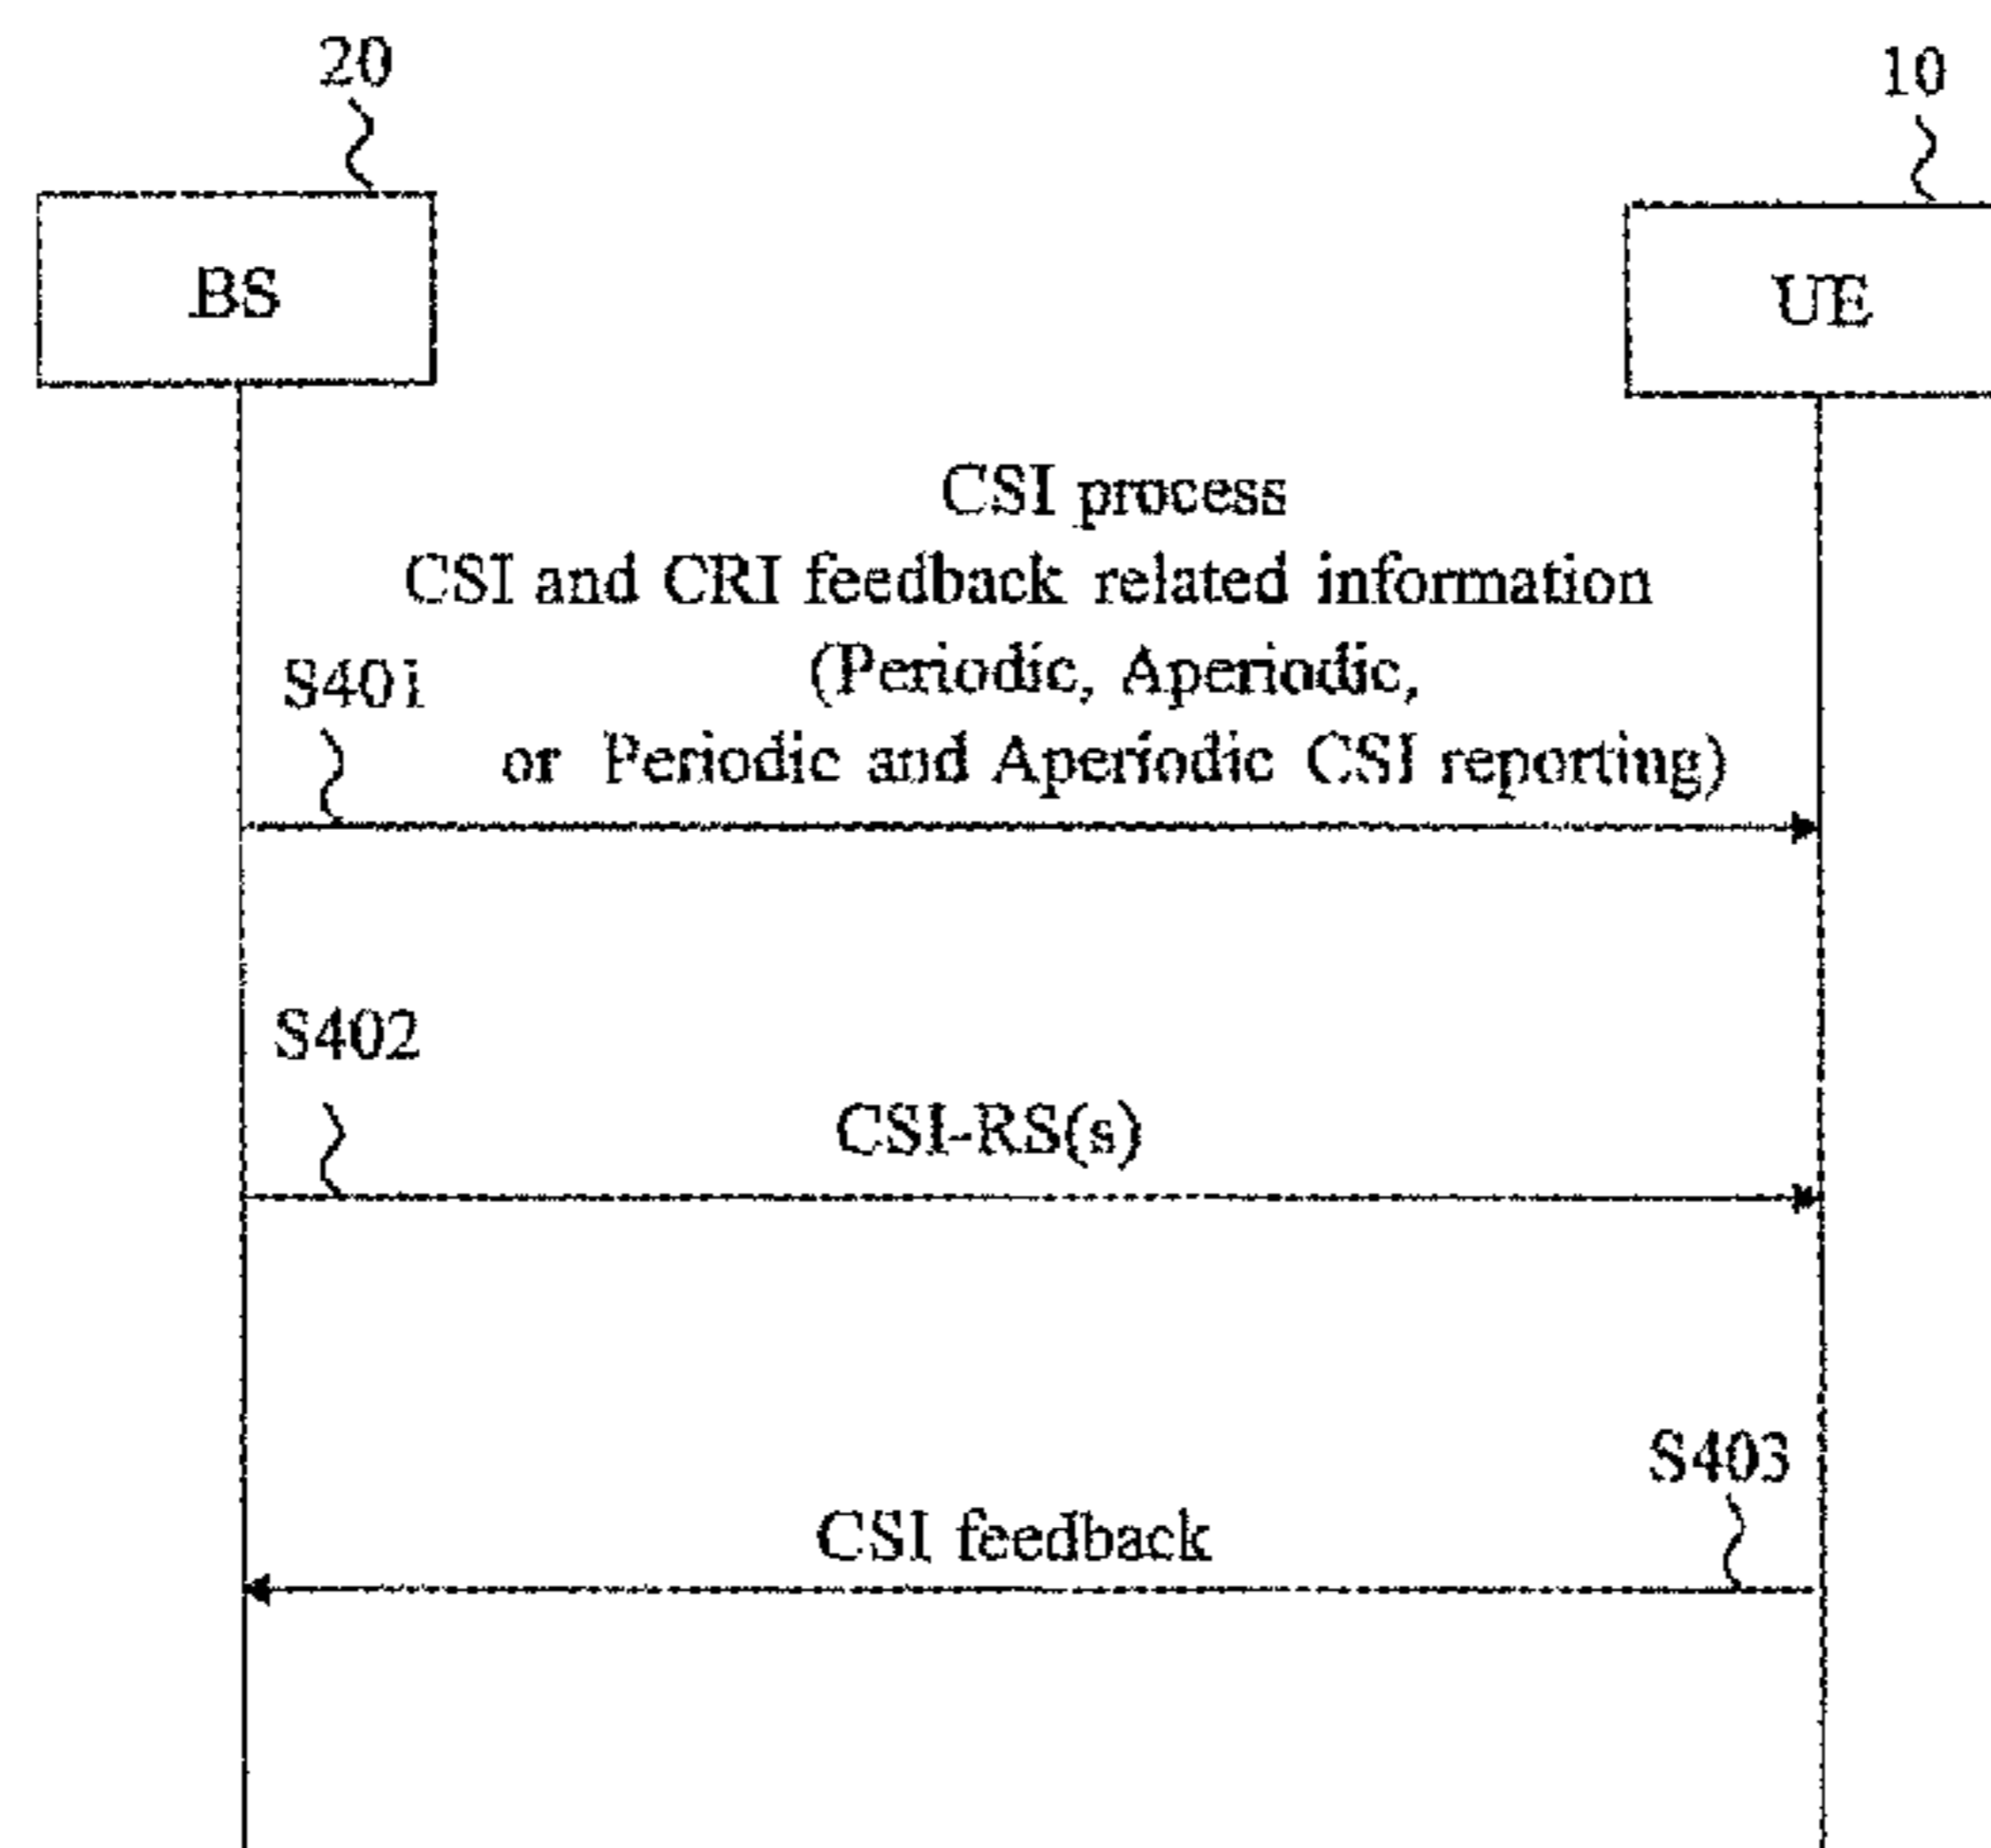 20
10
BS
UE
CSI process
CSI and CRI feedback related information
(Periodic, Aperiodic,
S401
or Periodic and Aperiodic CSI reporting)
S402
CSI-RS(s)
S403
CSI feedback